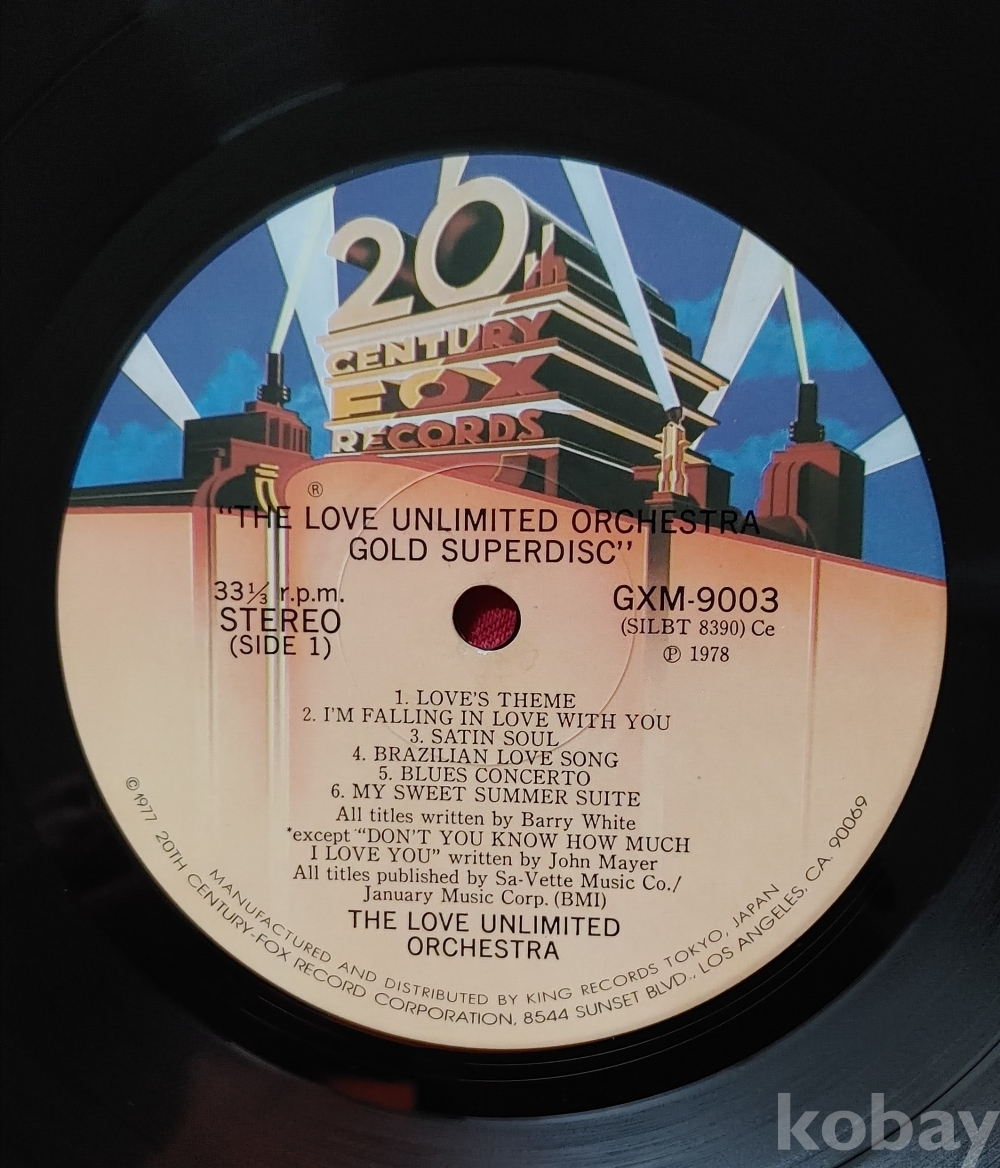 20th
CENTURY
FOX
RECORDS
®
"THE LOVE UNLIMITED ORCHESTRA
GOLD SUPERDISC"
33⅓ r.p.m.
STEREO
(SIDE 1)
GXM-9003
(SILBT 8390) Ce
℗ 1978
1. LOVE'S THEME
2. I'M FALLING IN LOVE WITH YOU
3. SATIN SOUL
4. BRAZILIAN LOVE SONG
5. BLUES CONCERTO
6. MY SWEET SUMMER SUITE
All titles written by Barry White
*except "DON'T YOU KNOW HOW MUCH
I LOVE YOU" written by John Mayer
All titles published by Sa-Vette Music Co./
January Music Corp. (BMI)
THE LOVE UNLIMITED
ORCHESTRA
MANUFACTURED AND DISTRIBUTED BY KING RECORDS TOKYO, JAPAN
©1977 20TH CENTURY-FOX RECORD CORPORATION, 8544 SUNSET BLVD., LOS ANGELES, CA. 90069
kobay